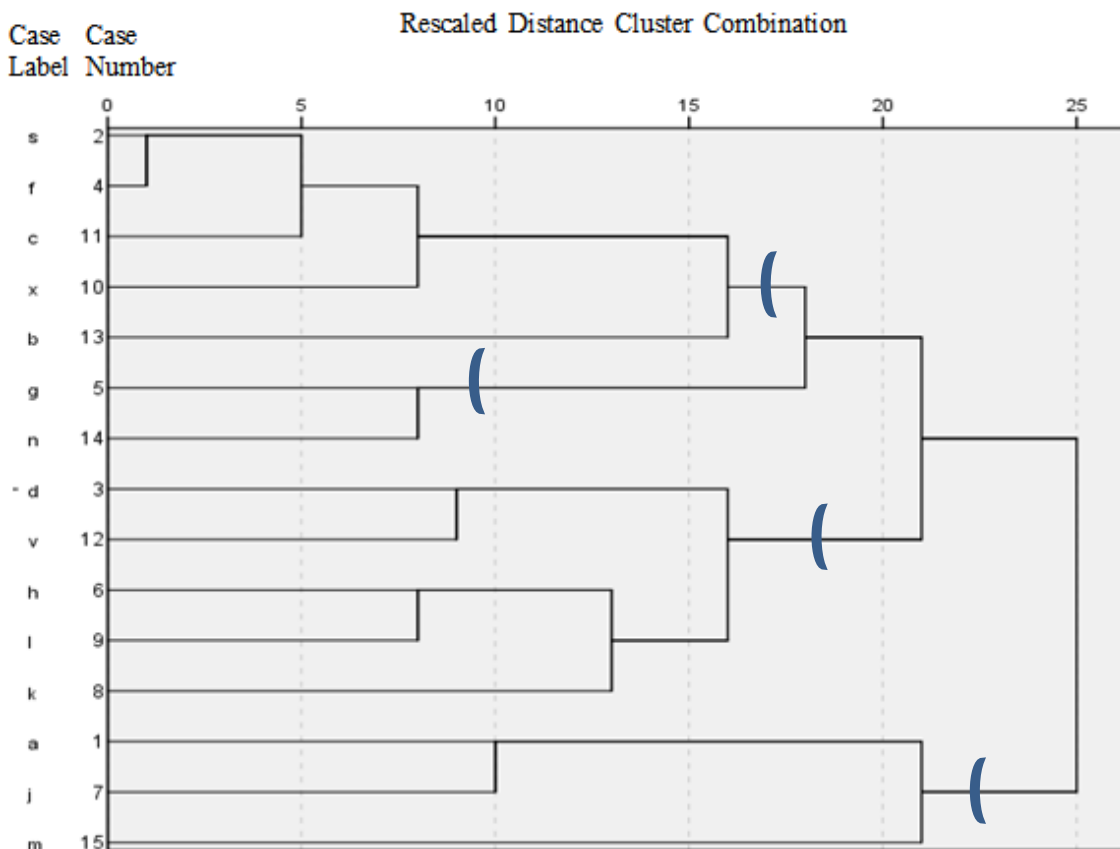 Rescaled Distance Cluster Combination
Case Case
Label Number
0 5 10 15 20 25
s 2
f 4
c 11
x 10
b 13
g 5
n 14
- d 3
v 12
h 6
l 9
k 8
a 1
j 7
m 15